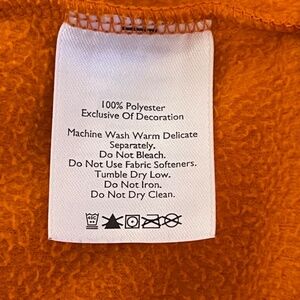 100% Polyester
Exclusive Of Decoration
Machine Wash Warm Delicate
Separately.
Do Not Bleach.
Do Not Use Fabric Softeners.
Tumble Dry Low.
Do Not Iron.
Do Not Dry Clean.